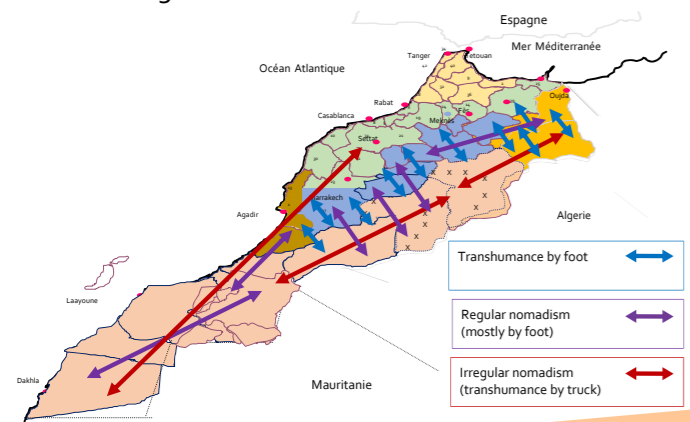 Espagne
Tanger
Tetouan
Mer Méditerranée
Océan Atlantique
Oujda
Rabat
Fès
Casablanca
Meknès
Settat
Marrakech
Agadir
Algerie
Transhumance by foot
Laayoune
Regular nomadism
(mostly by foot)
Irregular nomadism
(transhumance by truck)
Dakhla
Mauritanie